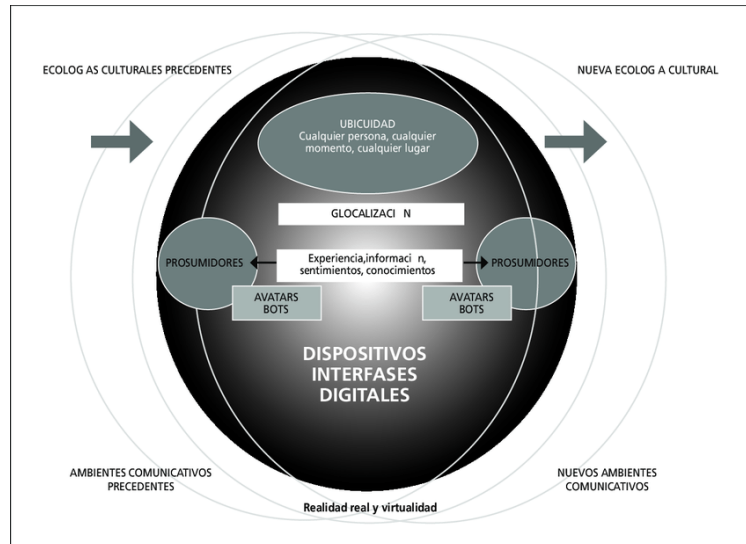 ECOLOG AS CULTURALES PRECEDENTES
NUEVA ECOLOG A CULTURAL
UBICUIDAD
Cualquier persona, cualquier
momento, cualquier lugar
GLOCALIZACI N
PROSUMIDORES
Experiencia,informaci n,
sentimientos, conocimientos
PROSUMIDORES
AVATARS
BOTS
AVATARS
BOTS
DISPOSITIVOS
INTERFASES
DIGITALES
AMBIENTES COMUNICATIVOS
PRECEDENTES
NUEVOS AMBIENTES
COMUNICATIVOS
Realidad real y virtualidad